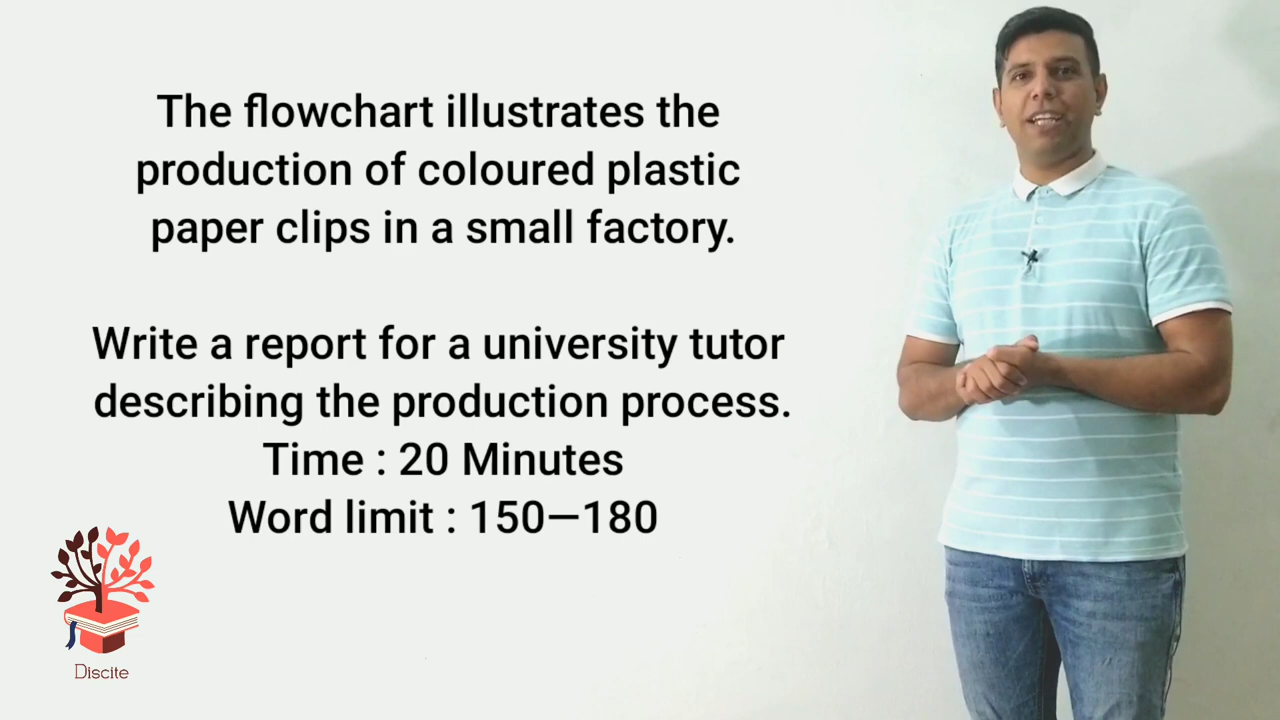 The flowchart illustrates the
production of coloured plastic
paper clips in a small factory.
Write a report for a university tutor
describing the production process.
Time : 20 Minutes
Word limit : 150—180
Discite